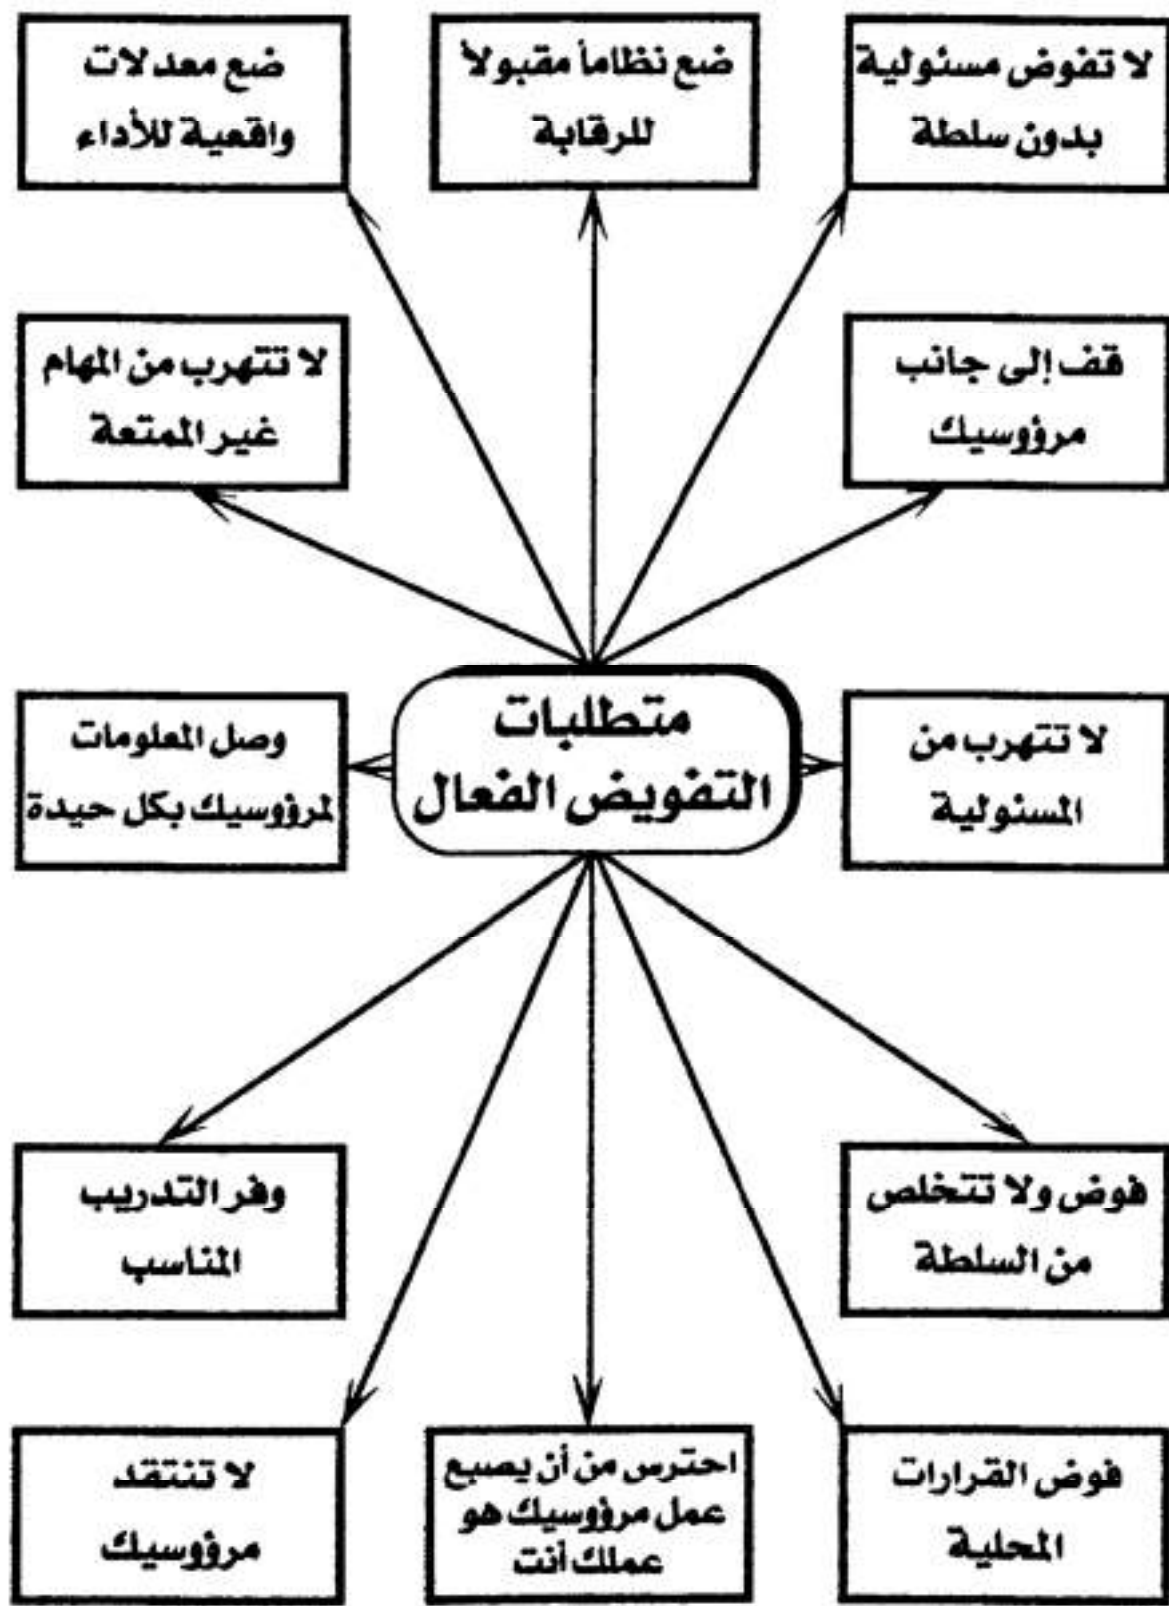 لا تفوض مسئولية
بدون سلطة
ضع نظاماً مقبولاً
للرقابة
ضع معدلات
واقعية للأداء
قف إلى جانب
مرؤوسيك
لا تتهرب من المهام
غير الممتعة
متطلبات
التفويض الفعال
لا تتهرب من
المسئولية
وصل المعلومات
لمرؤوسيك بكل حيدة
فوض ولا تتخلص
من السلطة
وفر التدريب
المناسب
فوض القرارات
المحلية
احترس من أن يصبع
عمل مرؤوسيك هو
عملك أنت
لا تنتقد
مرؤوسيك